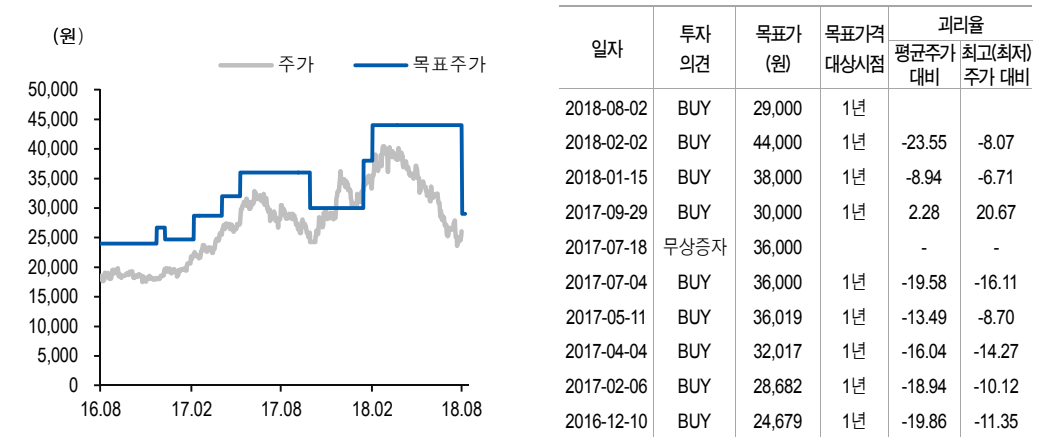 (원)
주가 목표주가
50,000
45,000
40,000
35,000
30,000
25,000
20,000
15,000
10,000
5,000
0
16.08 17.02 17.08 18.02 18.08
일자 투자 의견 목표가 (원) 목표가격 대상시점 괴리율
평균주가 대비 최고(최저) 주가 대비
2018-08-02 BUY 29,000 1년
2018-02-02 BUY 44,000 1년 -23.55 -8.07
2018-01-15 BUY 38,000 1년 -8.94 -6.71
2017-09-29 BUY 30,000 1년 2.28 20.67
2017-07-18 무상증자 36,000 - -
2017-07-04 BUY 36,000 1년 -19.58 -16.11
2017-05-11 BUY 36,019 1년 -13.49 -8.70
2017-04-04 BUY 32,017 1년 -16.04 -14.27
2017-02-06 BUY 28,682 1년 -18.94 -10.12
2016-12-10 BUY 24,679 1년 -19.86 -11.35